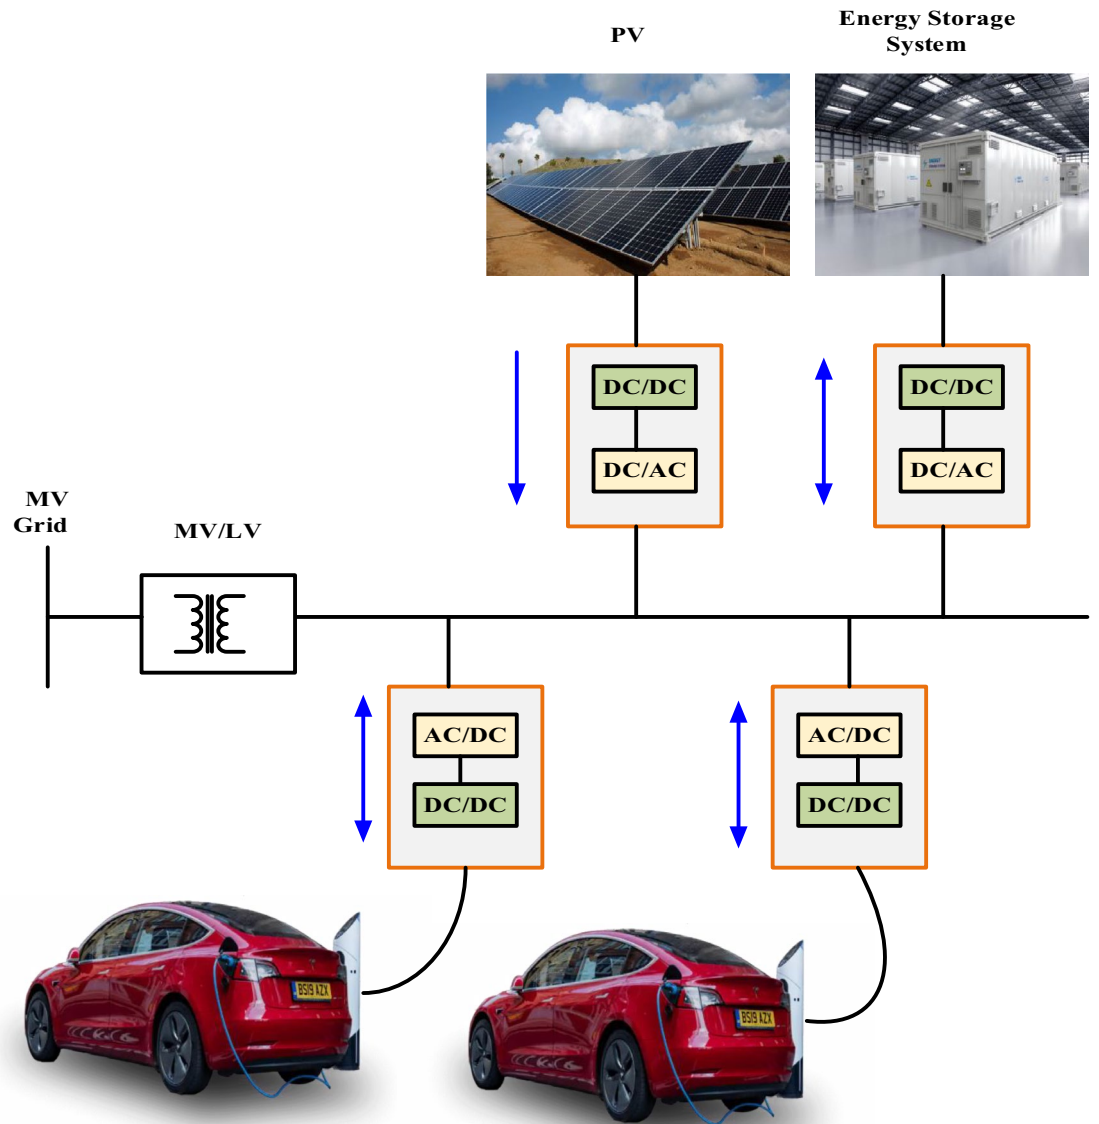 PV
Energy Storage
System
DC/DC
DC/AC
DC/DC
DC/AC
MV
Grid
MV/LV
AC/DC
DC/DC
AC/DC
DC/DC
BS19 AZX
BS19 AZX